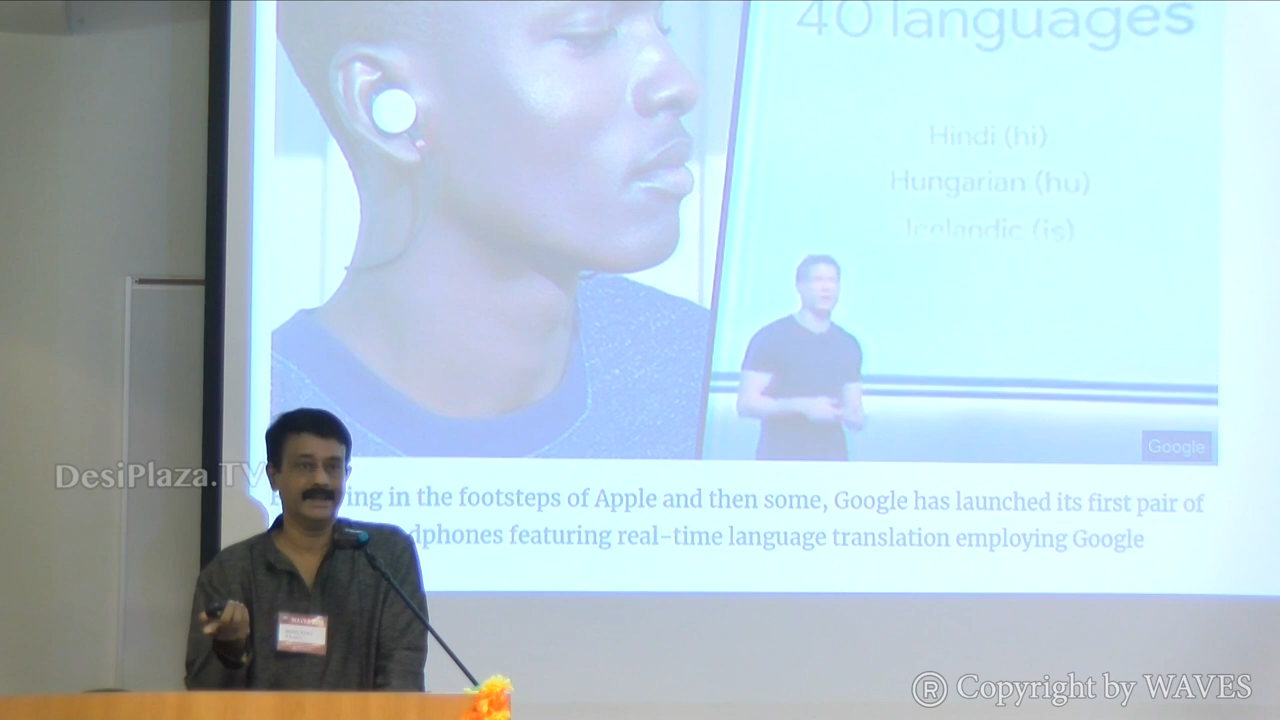 40 languages
Hindi (hi)
Hungarian (hu)
Icelandic (is)
Google
DesiPlaza.TV
in the footsteps of Apple and then some, Google has launched its first pair of
featuring real-time language translation employing Google
® Copyright by WAVES